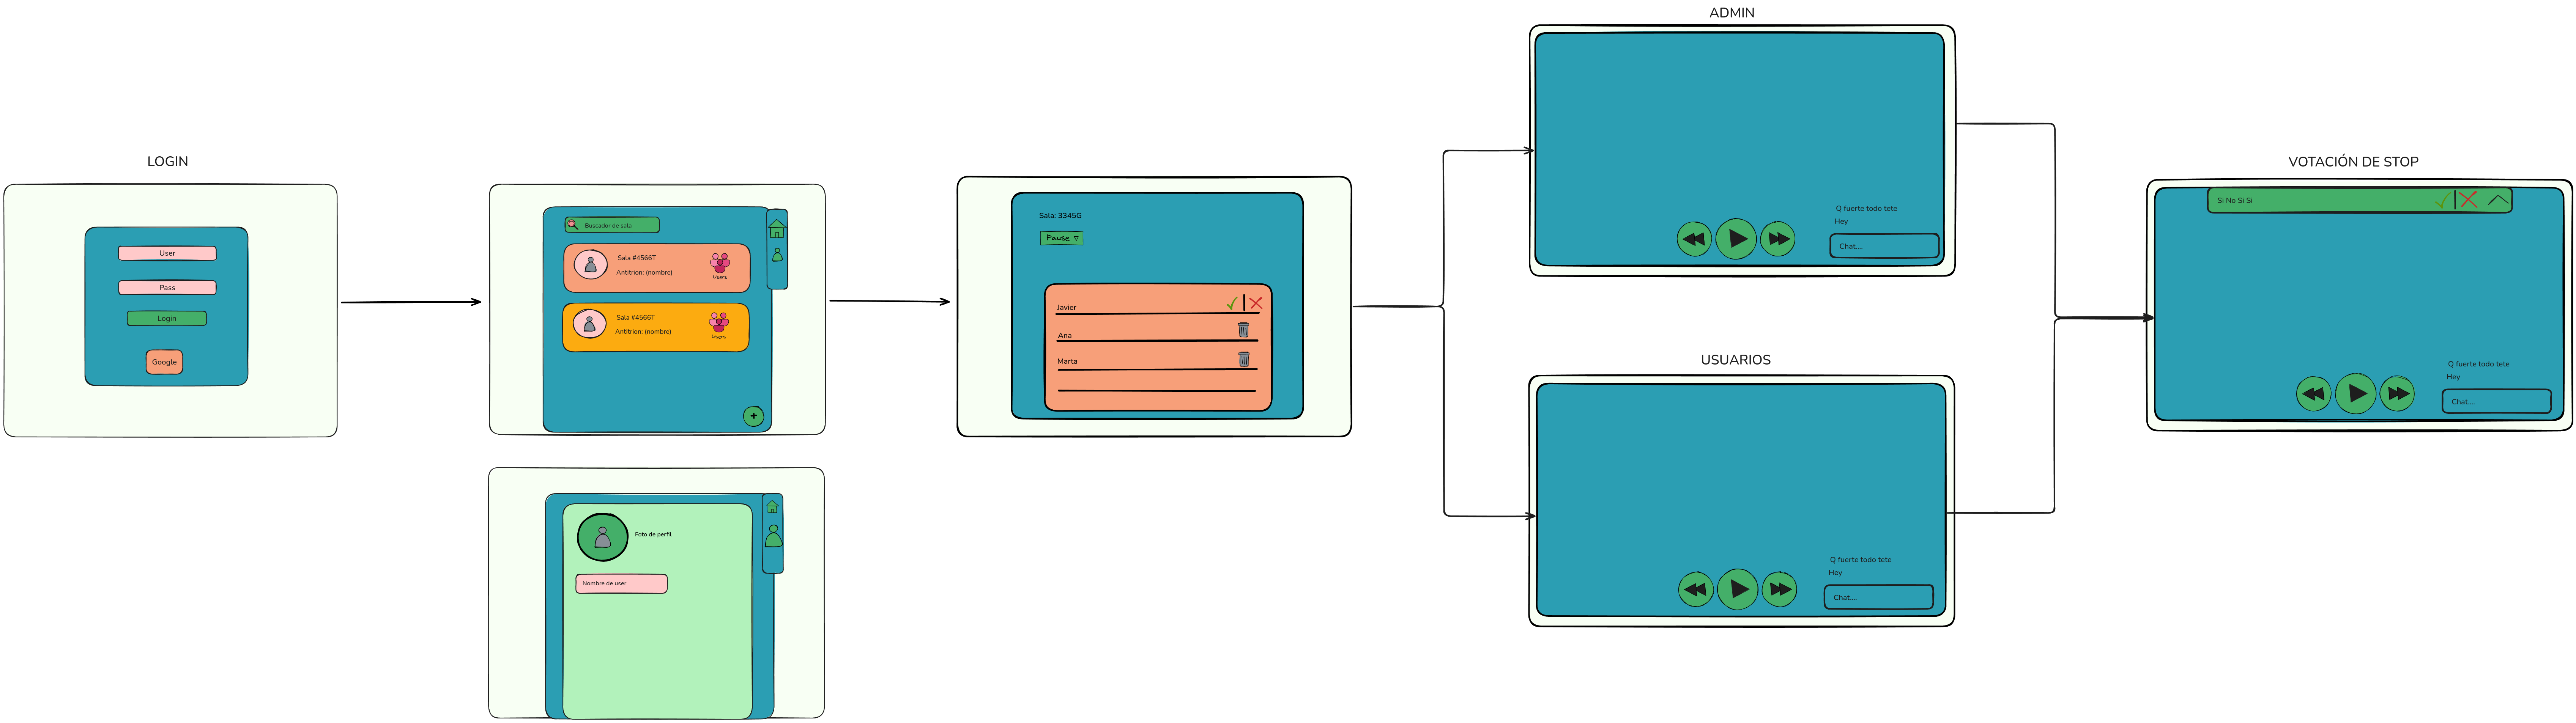 LOGIN
User
Pass
Login
Google
Buscador de sala
Sala #4566T
Antitrion: (nombre)
Users
Sala #4566T
Antitrion: (nombre)
Users
+
Foto de perfil
Nombre de user
Sala: 3345G
Pause
Javier
Ana
Marta
ADMIN
Q fuerte todo tete
Hey
Chat....
USUARIOS
Q fuerte todo tete
Hey
Chat....
VOTACIÓN DE STOP
Si No Si Si
Q fuerte todo tete
Hey
Chat....